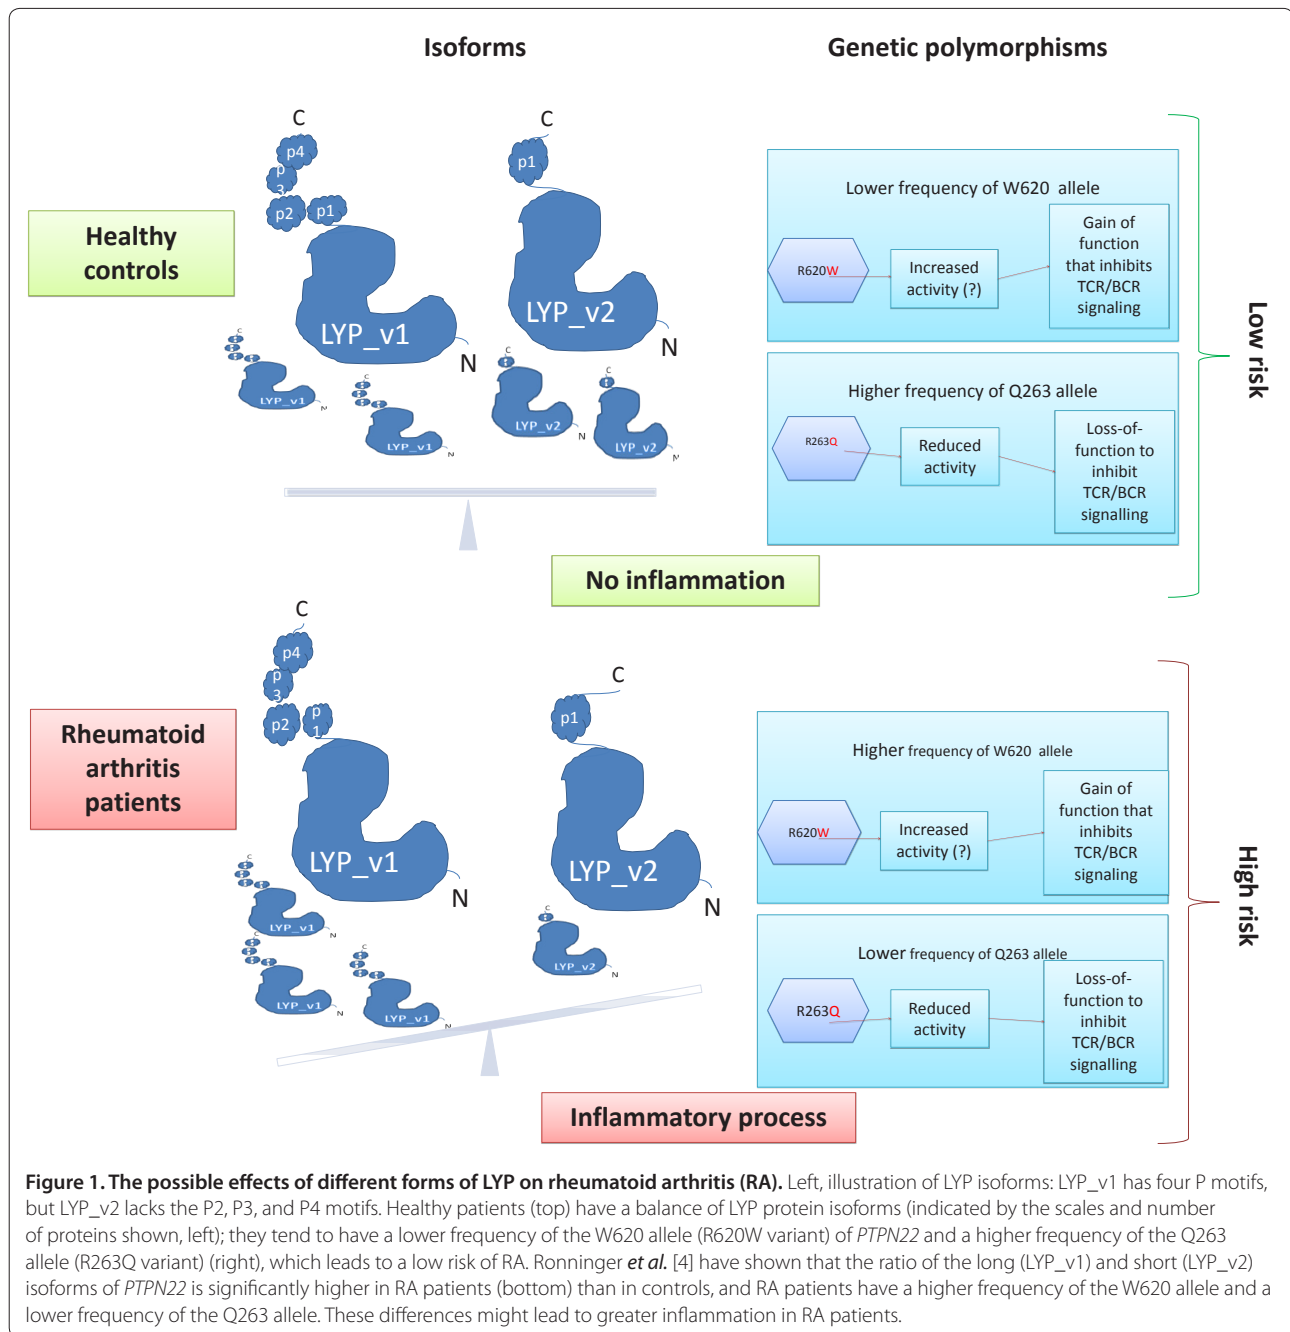 Isoforms
Genetic polymorphisms
Healthy
controls
C
p4
p
3
p2
p1
LYP_v1
N
C
p1
LYP_v2
N
C
LYP_v1
N
C
LYP_v1
N
C
LYP_v2
N
C
LYP_v2
N
Lower frequency of W620 allele
R620W
Increased
activity (?)
Gain of
function
that inhibits
TCR/BCR
signaling
Higher frequency of Q263 allele
R263Q
Reduced
activity
Loss-of-
function to
inhibit
TCR/BCR
signalling
Low risk
No inflammation
Rheumatoid
arthritis
patients
C
p4
p
3
p2
p
1
LYP_v1
N
C
p1
LYP_v2
N
C
LYP_v1
N
C
LYP_v1
N
C
LYP_v1
N
C
LYP_v2
N
Higher frequency of W620 allele
R620W
Increased
activity (?)
Gain of
function that
inhibits
TCR/BCR
signaling
Lower frequency of Q263 allele
R263Q
Reduced
activity
Loss-of-
function to
inhibit
TCR/BCR
signalling
High risk
Inflammatory process
Figure 1. The possible effects of different forms of LYP on rheumatoid arthritis (RA). Left, illustration of LYP isoforms: LYP_v1 has four P motifs,
but LYP_v2 lacks the P2, P3, and P4 motifs. Healthy patients (top) have a balance of LYP protein isoforms (indicated by the scales and number
of proteins shown, left); they tend to have a lower frequency of the W620 allele (R620W variant) of PTPN22 and a higher frequency of the Q263
allele (R263Q variant) (right), which leads to a low risk of RA. Ronninger et al. [4] have shown that the ratio of the long (LYP_v1) and short (LYP_v2)
isoforms of PTPN22 is significantly higher in RA patients (bottom) than in controls, and RA patients have a higher frequency of the W620 allele and a
lower frequency of the Q263 allele. These differences might lead to greater inflammation in RA patients.